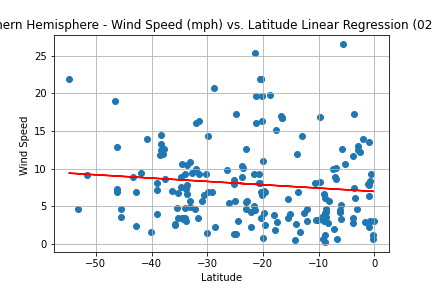 hern Hemisphere - Wind Speed (mph) vs. Latitude Linear Regression (02
25
20
15
10
5
0
Wind Speed
−50 −40 −30 −20 −10 0
Latitude